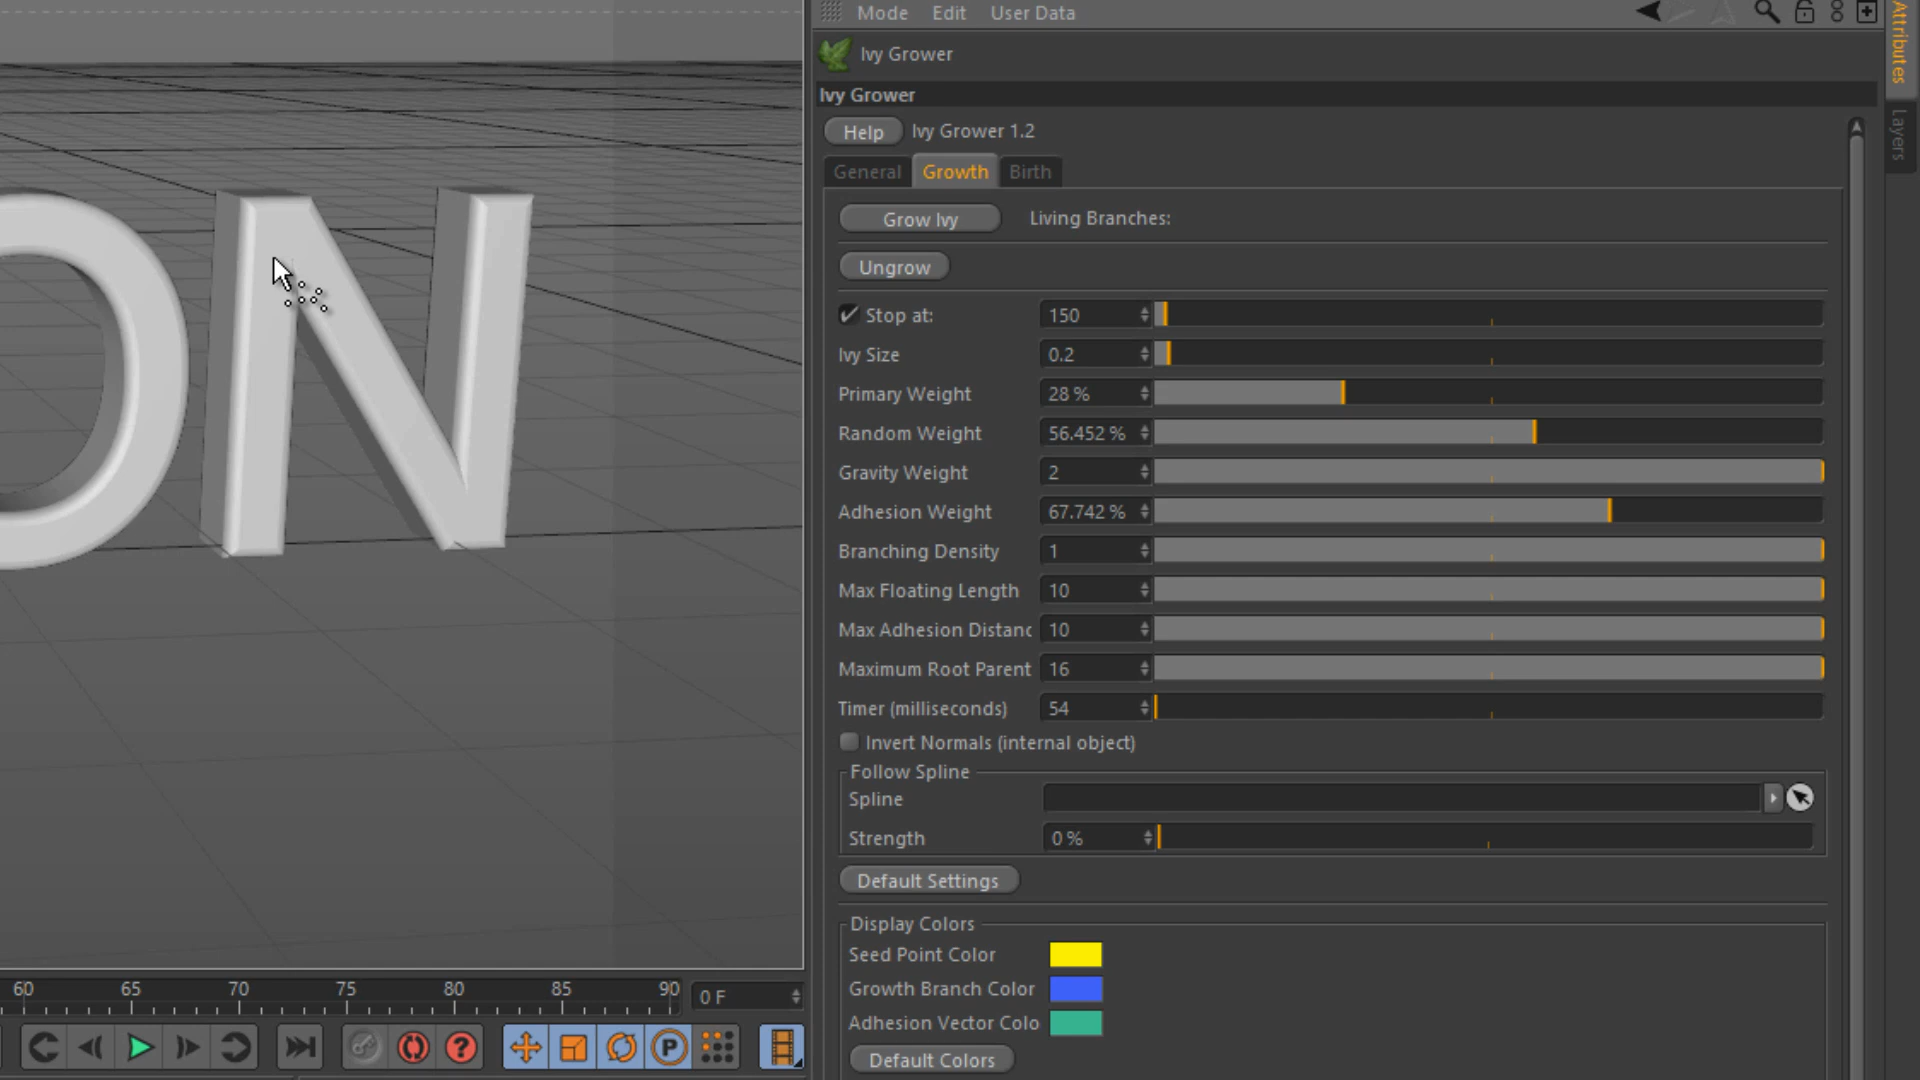 Mode Edit User Data
Ivy Grower
Ivy Grower
Help Ivy Grower 1.2
General Growth Birth
Grow Ivy Living Branches:
Ungrow
Stop at: 150
Ivy Size 0.2
Primary Weight 28 %
Random Weight 56.452 %
Gravity Weight 2
Adhesion Weight 67.742 %
Branching Density 1
Max Floating Length 10
Max Adhesion Distanc 10
Maximum Root Parent 16
Timer (milliseconds) 54
Invert Normals (internal object)
Follow Spline
Spline
Strength 0 %
Default Settings
Display Colors
Seed Point Color
Growth Branch Color
Adhesion Vector Colo
Default Colors
Attributes
Layers
ON
60 65 70 75 80 85 90 0 F
P